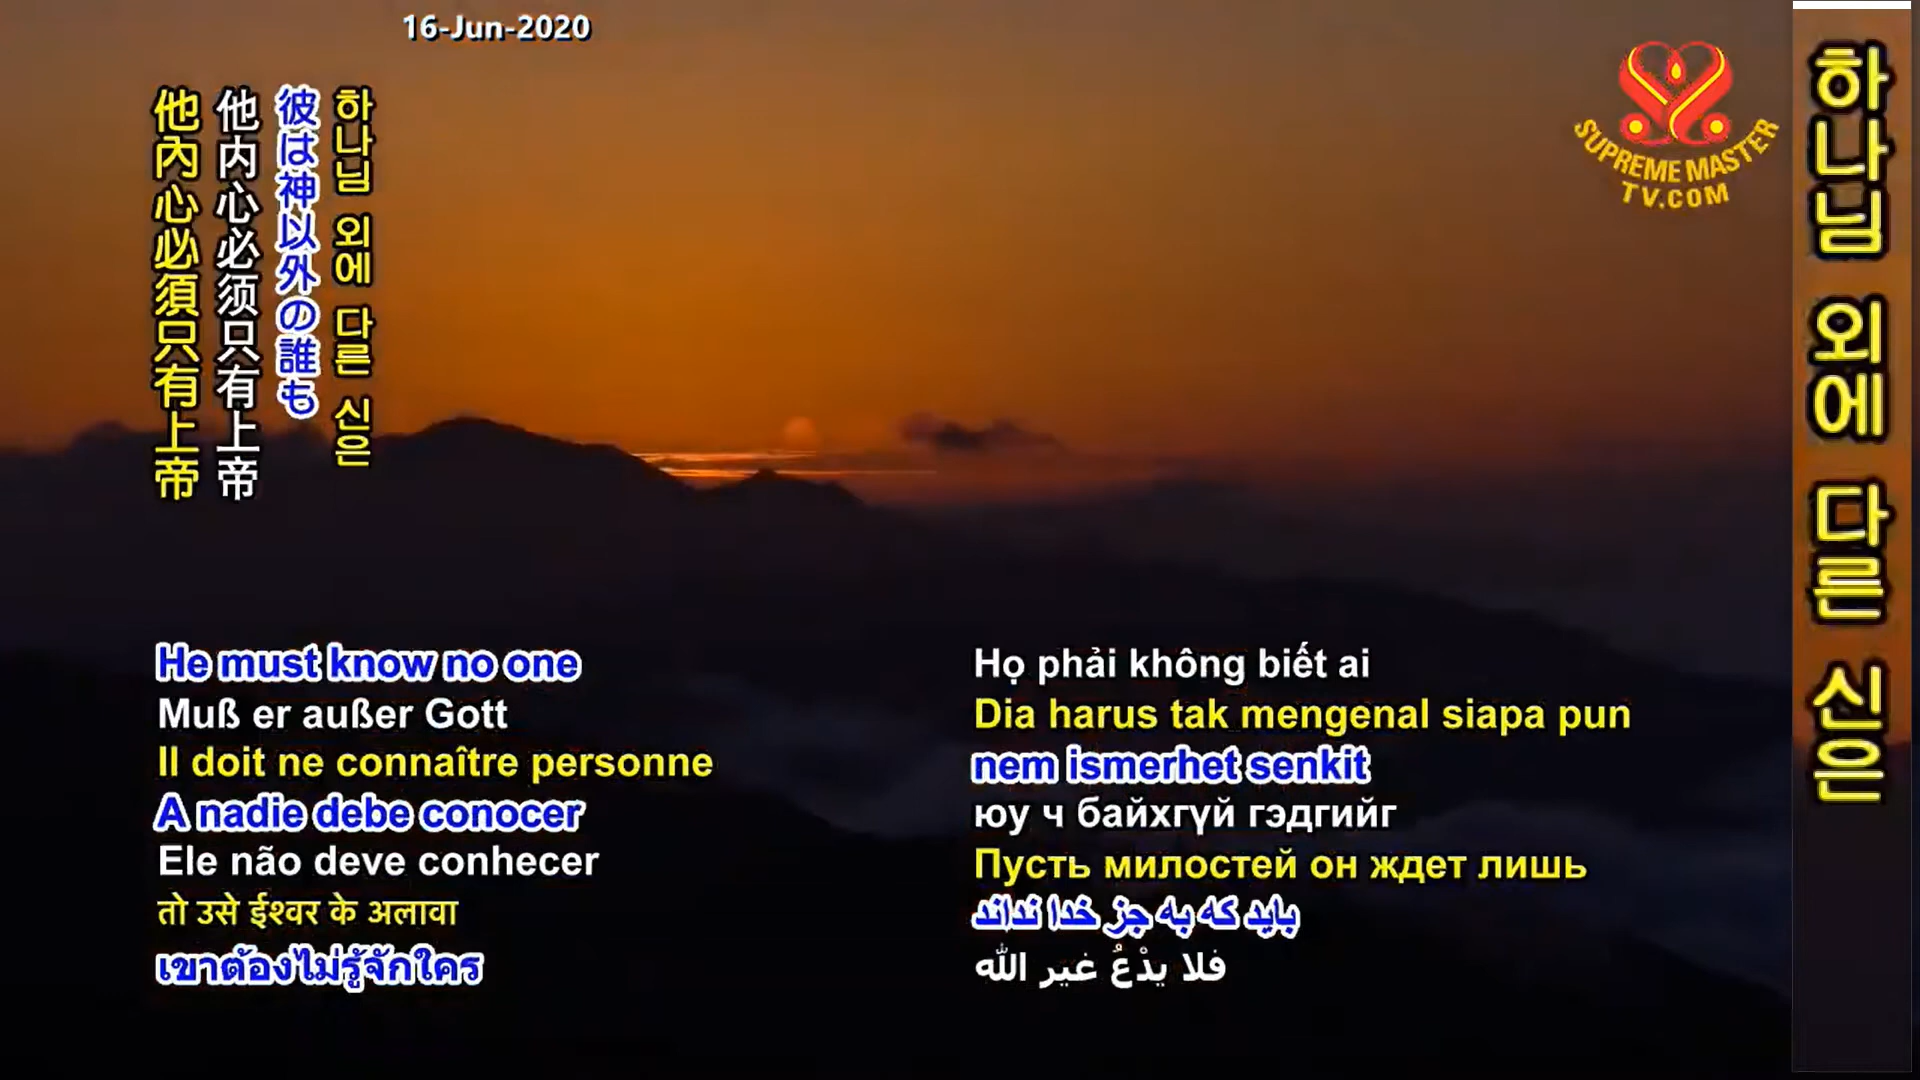 16-Jun-2020
SUPREME MASTER
TV.COM
하나님 외에 다른 신은
하나님 외에 다른 신은
彼は神以外の誰も
他内心必须只有上帝
他內心必須只有上帝
He must know no one
Muß er außer Gott
Il doit ne connaître personne
A nadie debe conocer
Ele não deve conhecer
तो उसे ईश्वर के अलावा
เขาต้องไม่รู้จักใคร
Họ phải không biết ai
Dia harus tak mengenal siapa pun
nem ismerhet senkit
юу ч байхгүй гэдгийг
Пусть милостей он ждет лишь
باید که به جز خدا نداند
فلا يدْعُ غير الله